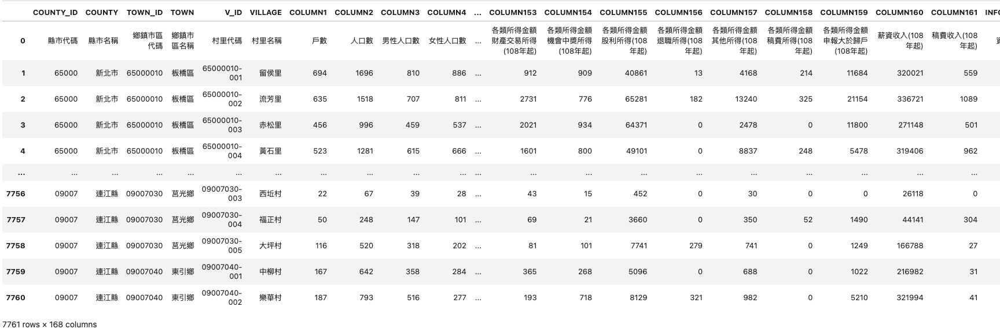 COUNTY_ID COUNTY TOWN_ID TOWN V_ID VILLAGE COLUMN1 COLUMN2 COLUMN3 COLUMN4 ... COLUMN153 COLUMN154 COLUMN155 COLUMN156 COLUMN157 COLUMN158 COLUMN159 COLUMN160 COLUMN161
0 縣市代碼 縣市名稱 鄉鎮市區代碼 鄉鎮市區名稱 村里代碼 村里名稱 戶數 人口數 男性人口數 女性人口數 ... 各類所得金額財產交易所得(108年起) 各類所得金額機會中獎所得(108年起) 各類所得金額股利所得(108年起) 各類所得金額退職所得(108年起) 各類所得金額其他所得(108年起) 各類所得金額稿費所得(108年起) 各類所得金額申報大於歸戶(108年起) 薪資收入(108年起) 稿費收入(108年起)
1 65000 新北市 65000010 板橋區 65000010-001 留侯里 694 1696 810 886 ... 912 909 40861 13 4168 214 11684 320021 559
2 65000 新北市 65000010 板橋區 65000010-002 流芳里 635 1518 707 811 ... 2731 776 65281 182 13240 325 21154 336721 1089
3 65000 新北市 65000010 板橋區 65000010-003 赤松里 456 996 459 537 ... 2021 934 64371 0 2478 0 11800 271148 501
4 65000 新北市 65000010 板橋區 65000010-004 黃石里 523 1281 615 666 ... 1601 800 49101 0 8837 248 5478 319406 962
... ... ... ... ... ... ... ... ... ... ... ... ... ... ... ... ... ... ... ... ...
7756 09007 連江縣 09007030 莒光鄉 09007030-003 西坵村 22 67 39 28 ... 43 15 452 0 30 0 0 26118 0
7757 09007 連江縣 09007030 莒光鄉 09007030-004 福正村 50 248 147 101 ... 69 21 3660 0 350 52 1490 44141 304
7758 09007 連江縣 09007030 莒光鄉 09007030-005 大坪村 116 520 318 202 ... 81 101 7741 279 741 0 1249 166788 27
7759 09007 連江縣 09007040 東引鄉 09007040-001 中柳村 167 642 358 284 ... 365 268 5096 0 688 0 1022 216982 31
7760 09007 連江縣 09007040 東引鄉 09007040-002 樂華村 187 793 516 277 ... 193 718 8129 321 982 0 5210 321994 41
7761 rows × 168 columns